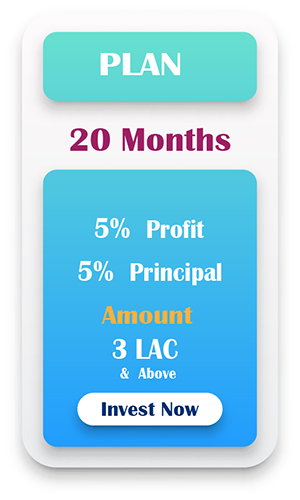 PLAN
20 Months
5% Profit
5% Principal
Amount
3 LAC
& Above
Invest Now